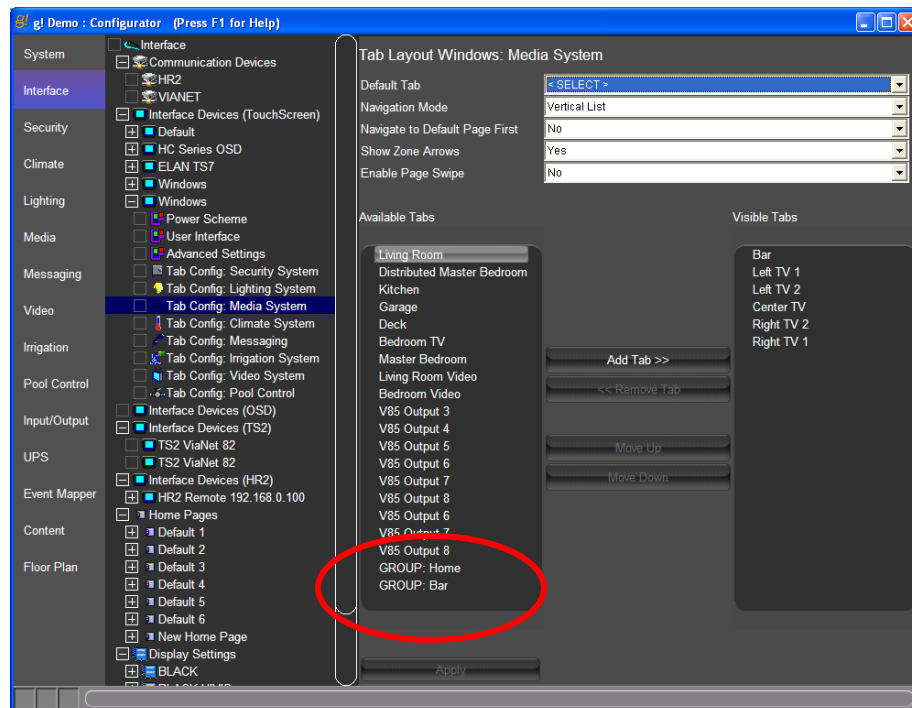 g! Demo : Configurator (Press F1 for Help)
System
Interface
Security
Climate
Lighting
Media
Messaging
Video
Irrigation
Pool Control
Input/Output
UPS
Event Mapper
Content
Floor Plan
Interface
Communication Devices
HR2
VIANET
Interface Devices (TouchScreen)
Default
HC Series OSD
ELAN TS7
Windows
Windows
Power Scheme
User Interface
Advanced Settings
Tab Config: Security System
Tab Config: Lighting System
Tab Config: Media System
Tab Config: Climate System
Tab Config: Messaging
Tab Config: Irrigation System
Tab Config: Video System
Tab Config: Pool Control
Interface Devices (OSD)
Interface Devices (TS2)
TS2 ViaNet 82
TS2 ViaNet 82
Interface Devices (HR2)
HR2 Remote 192.168.0.100
Home Pages
Default 1
Default 2
Default 3
Default 4
Default 5
Default 6
New Home Page
Display Settings
BLACK
Tab Layout Windows: Media System
Default Tab < SELECT >
Navigation Mode Vertical List
Navigate to Default Page First No
Show Zone Arrows Yes
Enable Page Swipe No
Available Tabs
Living Room
Distributed Master Bedroom
Kitchen
Garage
Deck
Bedroom TV
Master Bedroom
Living Room Video
Bedroom Video
V85 Output 3
V85 Output 4
V85 Output 5
V85 Output 6
V85 Output 7
V85 Output 8
V85 Output 6
V85 Output 7
V85 Output 8
GROUP: Home
GROUP: Bar
Add Tab >>
<< Remove Tab
Move Up
Move Down
Apply
Visible Tabs
Bar
Left TV 1
Left TV 2
Center TV
Right TV 2
Right TV 1